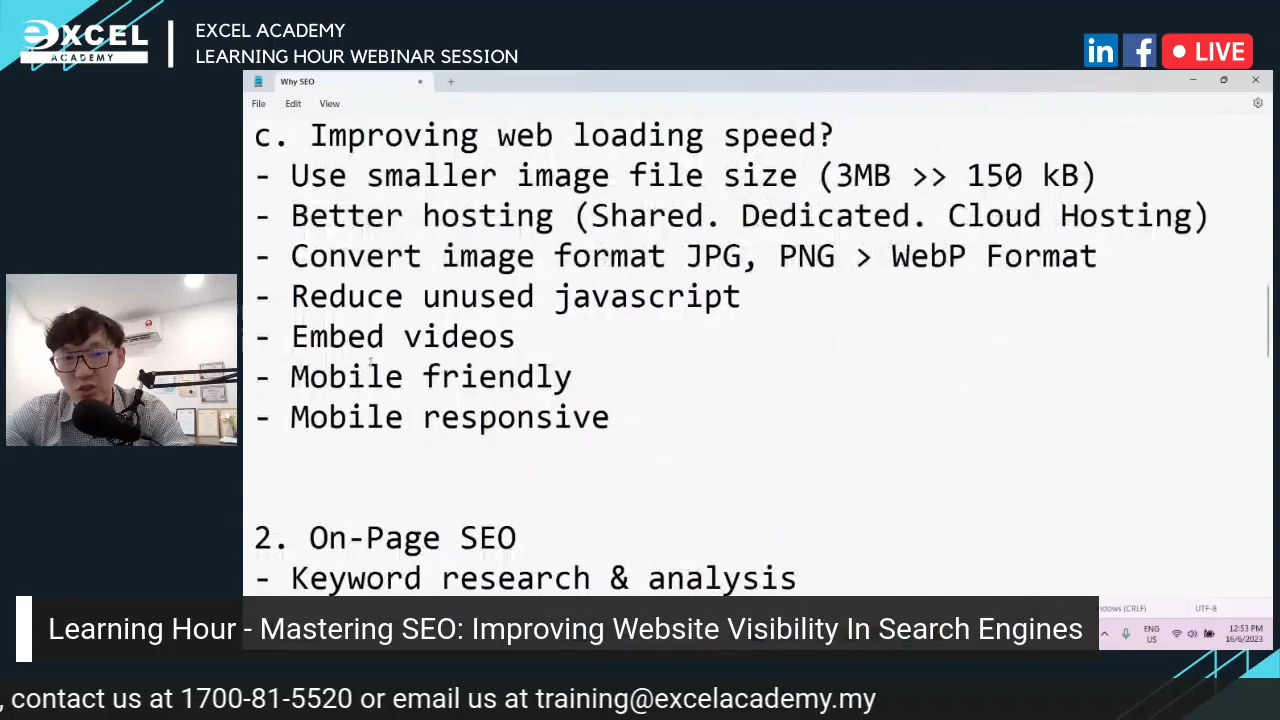 EXCEL
ACADEMY
EXCEL ACADEMY
LEARNING HOUR WEBINAR SESSION
in f LIVE
Why SEO
File Edit View
c. Improving web loading speed?
- Use smaller image file size (3MB >> 150 kB)
- Better hosting (Shared. Dedicated. Cloud Hosting)
- Convert image format JPG, PNG > WebP Format
- Reduce unused javascript
- Embed videos
- Mobile friendly
- Mobile responsive
2. On-Page SEO
- Keyword research & analysis
ndows (CRLF) UTF-8
Learning Hour - Mastering SEO: Improving Website Visibility In Search Engines
ENG
US
12:53 PM
16/6/2023
, contact us at 1700-81-5520 or email us at training@excelacademy.my